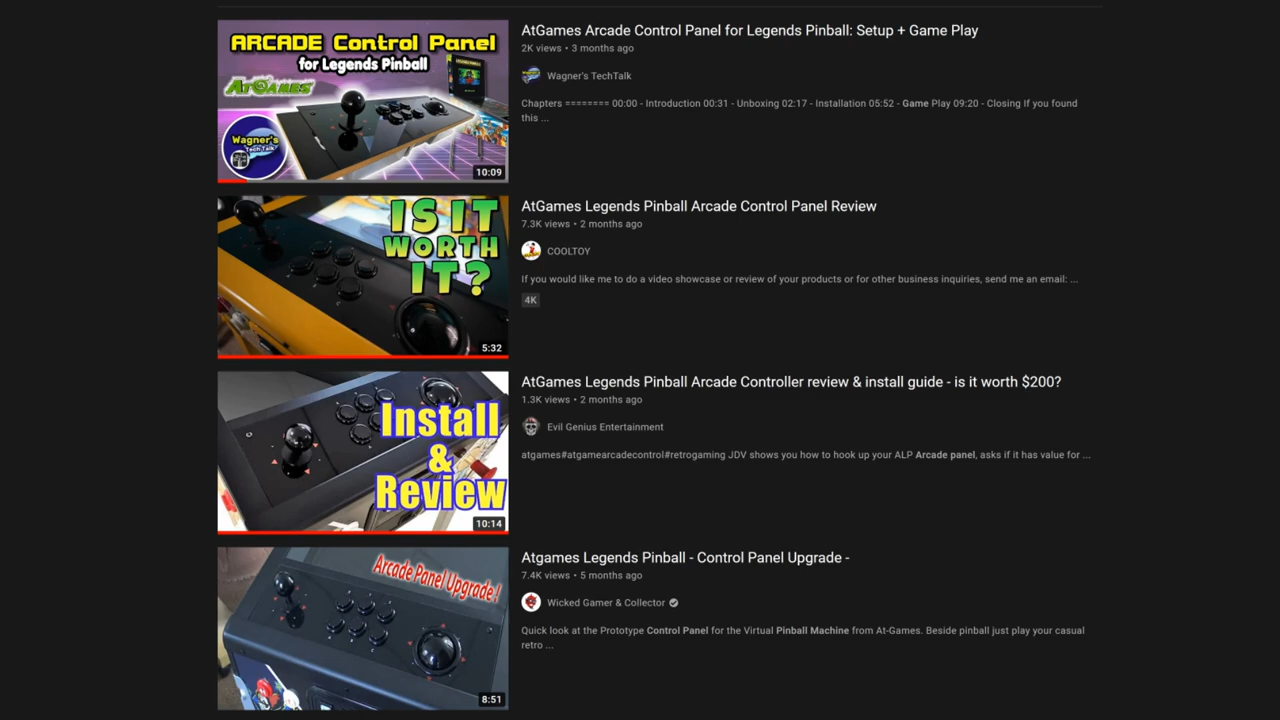 ARCADE Control Panel
for Legends Pinball
ATGAMES
Wagner's
Tech Talk
10:09
AtGames Arcade Control Panel for Legends Pinball: Setup + Game Play
2K views • 3 months ago
Wagner's TechTalk
Chapters ======== 00:00 - Introduction 00:31 - Unboxing 02:17 - Installation 05:52 - Game Play 09:20 - Closing If you found
this ...
IS IT
WORTH
IT?
5:32
AtGames Legends Pinball Arcade Control Panel Review
7.3K views • 2 months ago
COOLTOY
If you would like me to do a video showcase or review of your products or for other business inquiries, send me an email: ...
4K
Install
&
Review
10:14
AtGames Legends Pinball Arcade Controller review & install guide - is it worth $200?
1.3K views • 2 months ago
Evil Genius Entertainment
atgames#atgamearcadecontrol#retrogaming JDV shows you how to hook up your ALP Arcade panel, asks if it has value for ...
Arcade Panel Upgrade !
8:51
Atgames Legends Pinball - Control Panel Upgrade -
7.4K views • 5 months ago
Wicked Gamer & Collector
Quick look at the Prototype Control Panel for the Virtual Pinball Machine from At-Games. Beside pinball just play your casual
retro ...